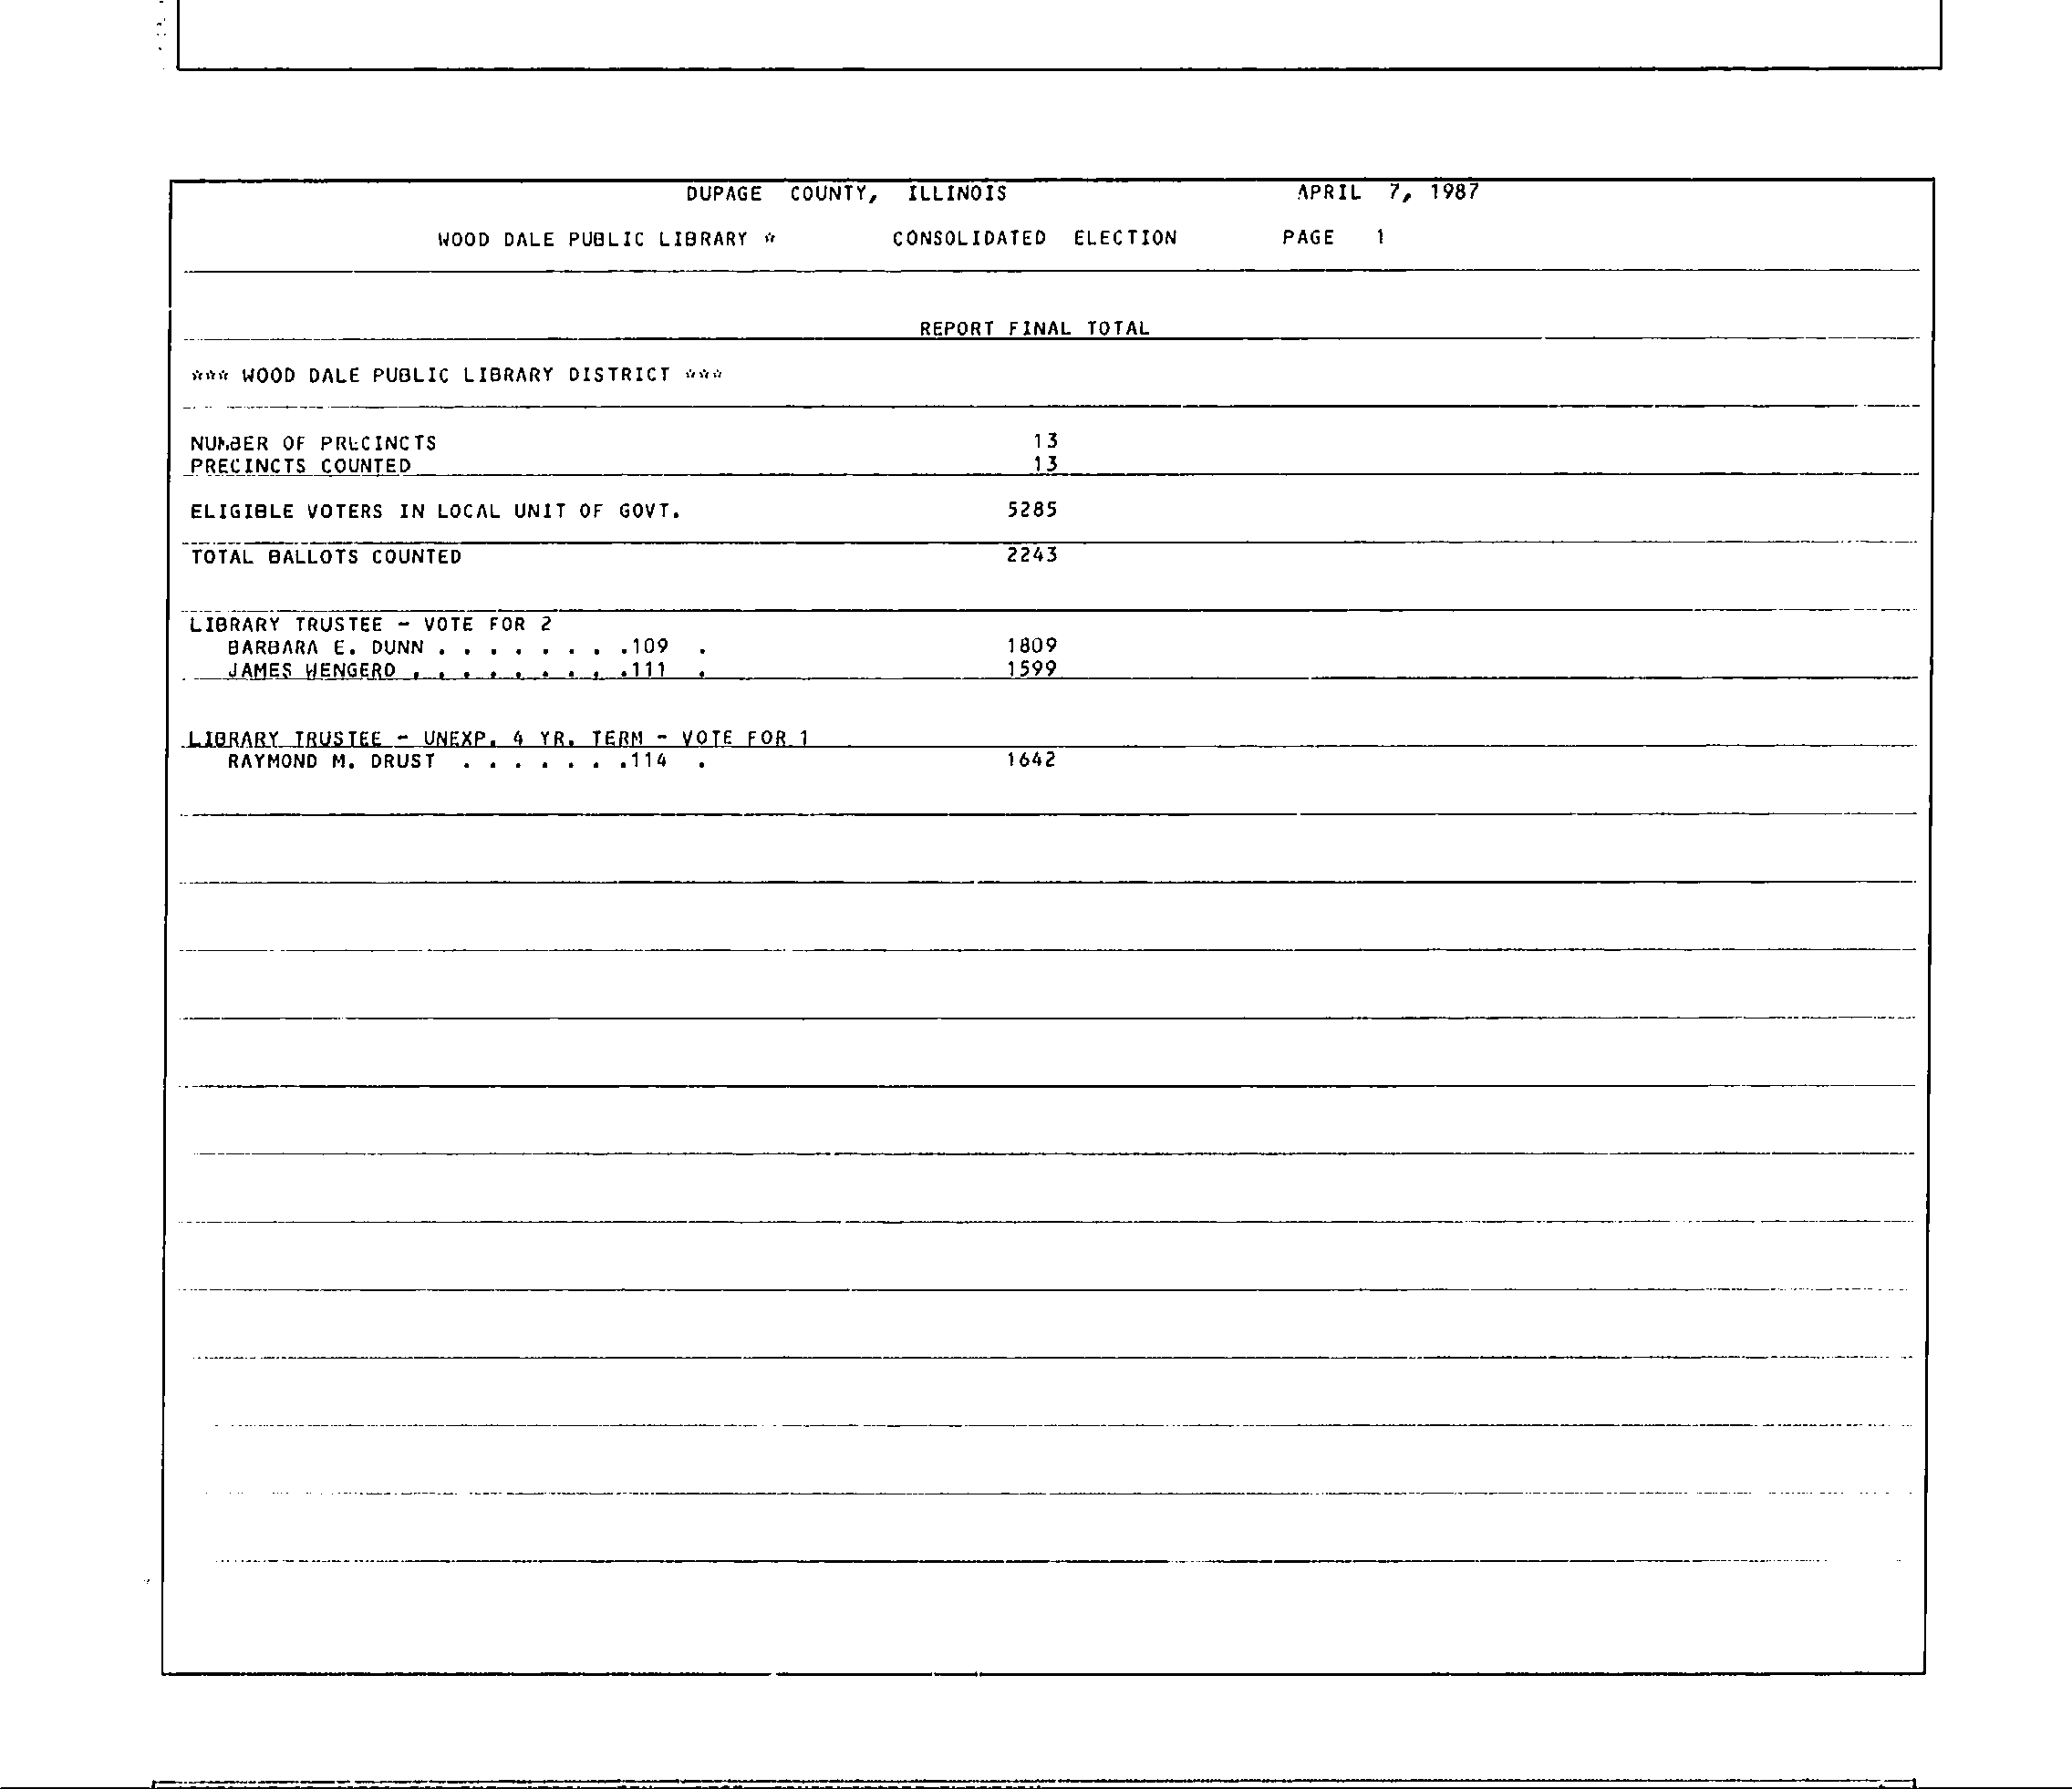 DUPAGE COUNTY, ILLINOIS APRIL 7, 1987
WOOD DALE PUBLIC LIBRARY * CONSOLIDATED ELECTION PAGE 1
REPORT FINAL TOTAL
*** WOOD DALE PUBLIC LIBRARY DISTRICT ***
NUMBER OF PRECINCTS 13
PRECINCTS COUNTED 13
ELIGIBLE VOTERS IN LOCAL UNIT OF GOVT. 5285
TOTAL BALLOTS COUNTED 2243
LIBRARY TRUSTEE - VOTE FOR 2
BARBARA E. DUNN . . . . . . . .109 . 1809
JAMES WENGERD . . . . . . . . .111 . 1599
LIBRARY TRUSTEE - UNEXP. 4 YR. TERM - VOTE FOR 1
RAYMOND M. DRUST . . . . . . .114 . 1642